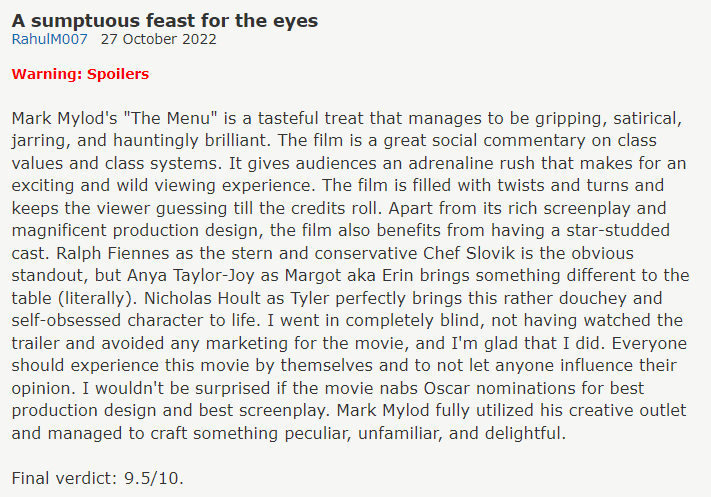 A sumptuous feast for the eyes
RahulM007 27 October 2022
Warning: Spoilers
Mark Mylod's "The Menu" is a tasteful treat that manages to be gripping, satirical,
jarring, and hauntingly brilliant. The film is a great social commentary on class
values and class systems. It gives audiences an adrenaline rush that makes for an
exciting and wild viewing experience. The film is filled with twists and turns and
keeps the viewer guessing till the credits roll. Apart from its rich screenplay and
magnificent production design, the film also benefits from having a star-studded
cast. Ralph Fiennes as the stern and conservative Chef Slovik is the obvious
standout, but Anya Taylor-Joy as Margot aka Erin brings something different to the
table (literally). Nicholas Hoult as Tyler perfectly brings this rather douchey and
self-obsessed character to life. I went in completely blind, not having watched the
trailer and avoided any marketing for the movie, and I'm glad that I did. Everyone
should experience this movie by themselves and to not let anyone influence their
opinion. I wouldn't be surprised if the movie nabs Oscar nominations for best
production design and best screenplay. Mark Mylod fully utilized his creative outlet
and managed to craft something peculiar, unfamiliar, and delightful.
Final verdict: 9.5/10.